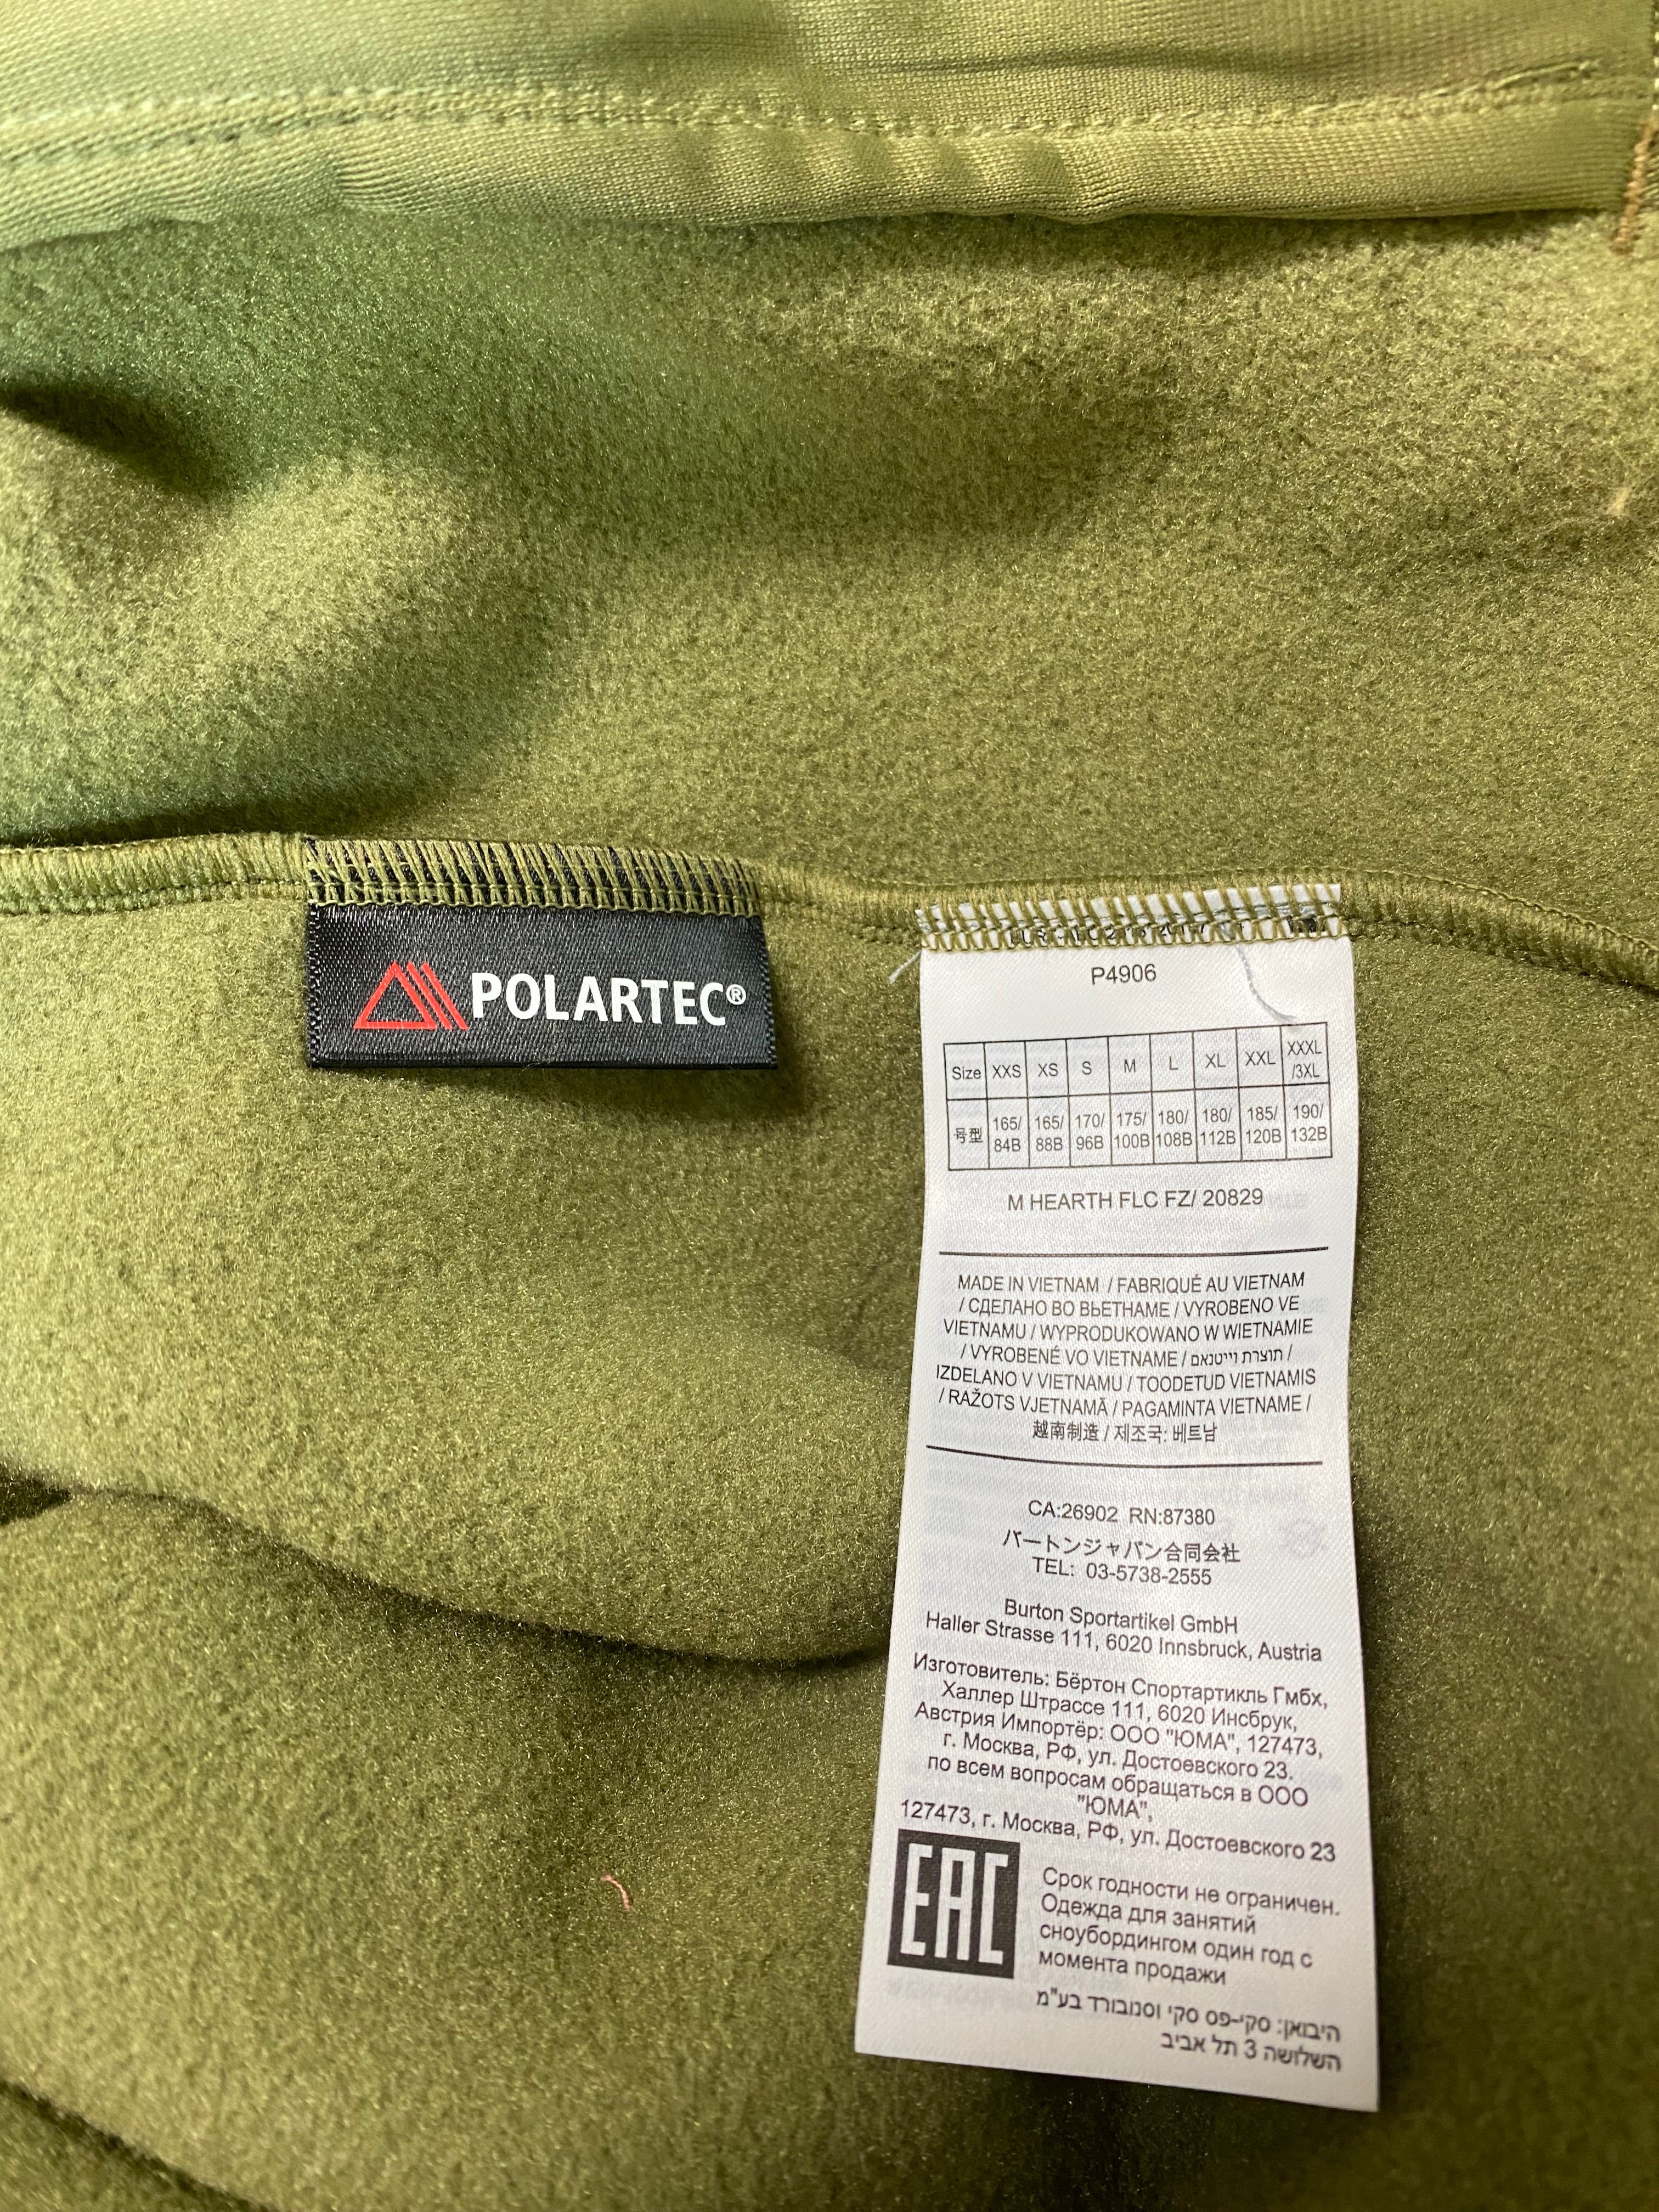 POLARTEC®
P4906
Size XXS XS S M L XL XXL XXXL/3XL
号型 165/84B 165/88B 170/96B 175/100B 180/108B 180/112B 185/120B 190/132B
M HEARTH FLC FZ/ 20829
MADE IN VIETNAM / FABRIQUÉ AU VIETNAM
/ СДЕЛАНО ВО ВЬЕТНАМЕ / VYROBENO VE
VIETNAMU / WYPRODUKOWANO W WIETNAMIE
/ VYROBENÉ VO VIETNAME / תוצרת וייטנאם /
IZDELANO V VIETNAMU / TOODETUD VIETNAMIS
/ RAŽOTS VJETNAMĀ / PAGAMINTA VIETNAME /
越南制造 / 제조국: 베트남
CA:26902 RN:87380
バートンジャパン合同会社
TEL: 03-5738-2555
Burton Sportartikel GmbH
Haller Strasse 111, 6020 Innsbruck, Austria
Изготовитель: Бёртон Спортартикль Гмбх,
Халлер Штрассе 111, 6020 Инсбрук,
Австрия Импортёр: ООО "ЮМА", 127473,
г. Москва, РФ, ул. Достоевского 23.
по всем вопросам обращаться в ООО
"ЮМА",
127473, г. Москва, РФ, ул. Достоевского 23
EAC
Срок годности не ограничен.
Одежда для занятий
сноубордингом один год с
момента продажи
היבואן: סקי-פס סקי וסנובורד בע"מ
השלושה 3 תל אביב